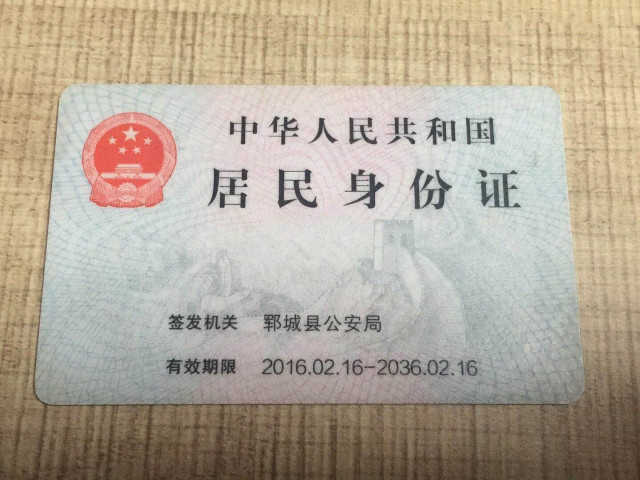 中华人民共和国
居民身份证
签发机关 郓城县公安局
有效期限 2016.02.16-2036.02.16